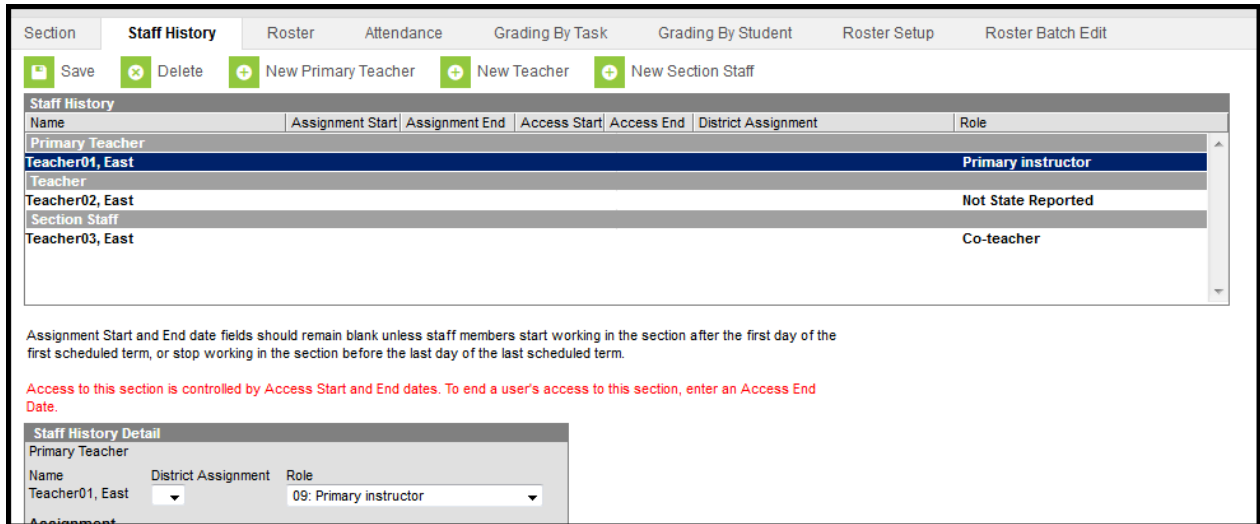 Section Staff History Roster Attendance Grading By Task Grading By Student Roster Setup Roster Batch Edit
Save Delete New Primary Teacher New Teacher New Section Staff
Staff History
Name Assignment Start Assignment End Access Start Access End District Assignment Role
Primary Teacher
Teacher01, East Primary instructor
Teacher
Teacher02, East Not State Reported
Section Staff
Teacher03, East Co-teacher
Assignment Start and End date fields should remain blank unless staff members start working in the section after the first day of the
first scheduled term, or stop working in the section before the last day of the last scheduled term.
Access to this section is controlled by Access Start and End dates. To end a user's access to this section, enter an Access End
Date.
Staff History Detail
Primary Teacher
Name District Assignment Role
Teacher01, East 09: Primary instructor
Assignment